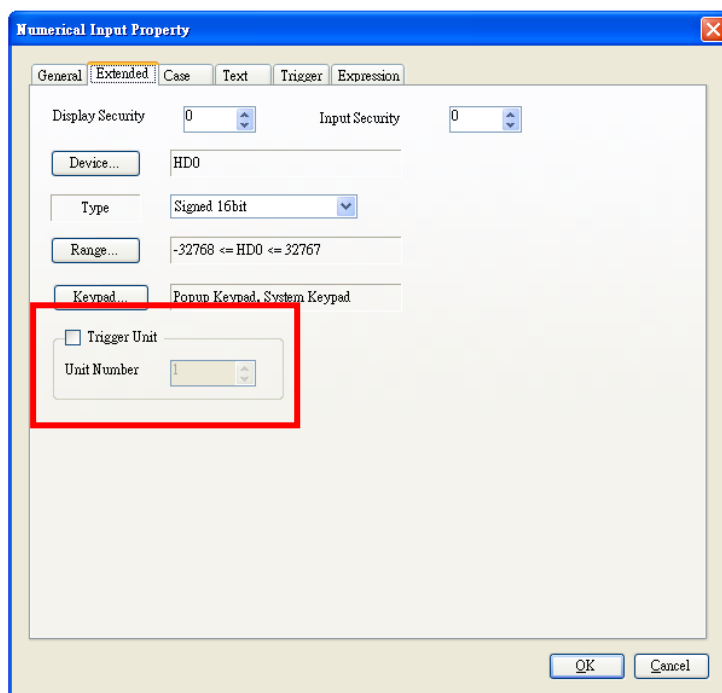 Numerical Input Property
General Extended Case Text Trigger Expression
Display Security 0 Input Security 0
Device... HD0
Type Signed 16bit
Range... -32768 <= HD0 <= 32767
Keypad... Popup Keypad, System Keypad
Trigger Unit
Unit Number 1
OK Cancel